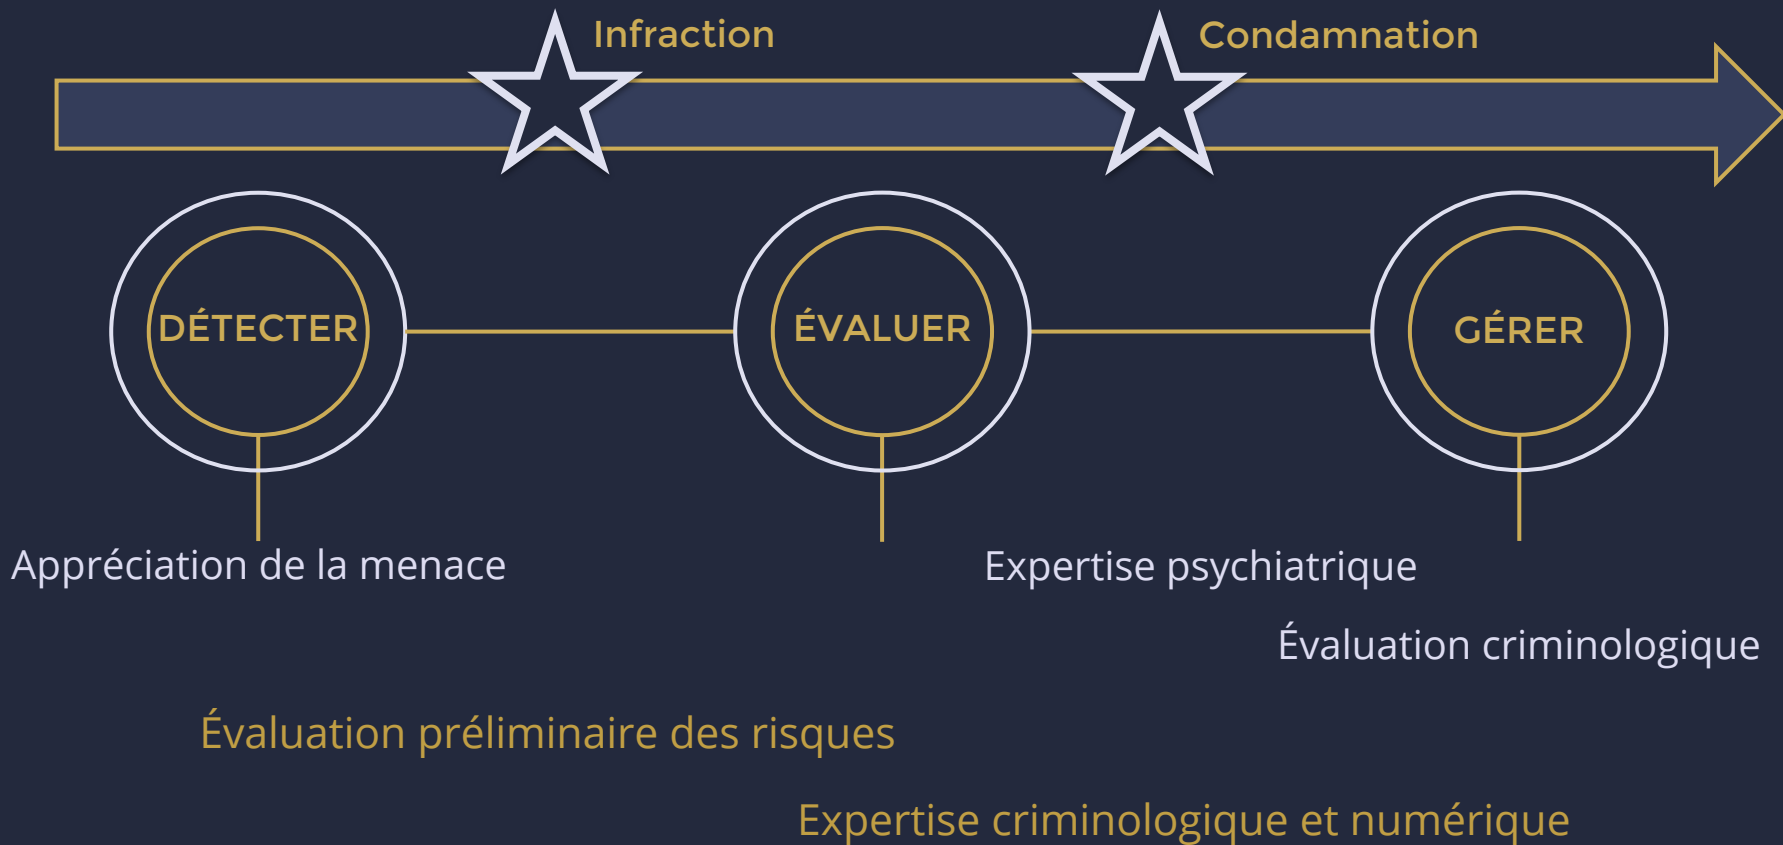 Infraction
Condamnation
DÉTECTER
ÉVALUER
GÉRER
Appréciation de la menace
Expertise psychiatrique
Évaluation criminologique
Évaluation préliminaire des risques
Expertise criminologique et numérique